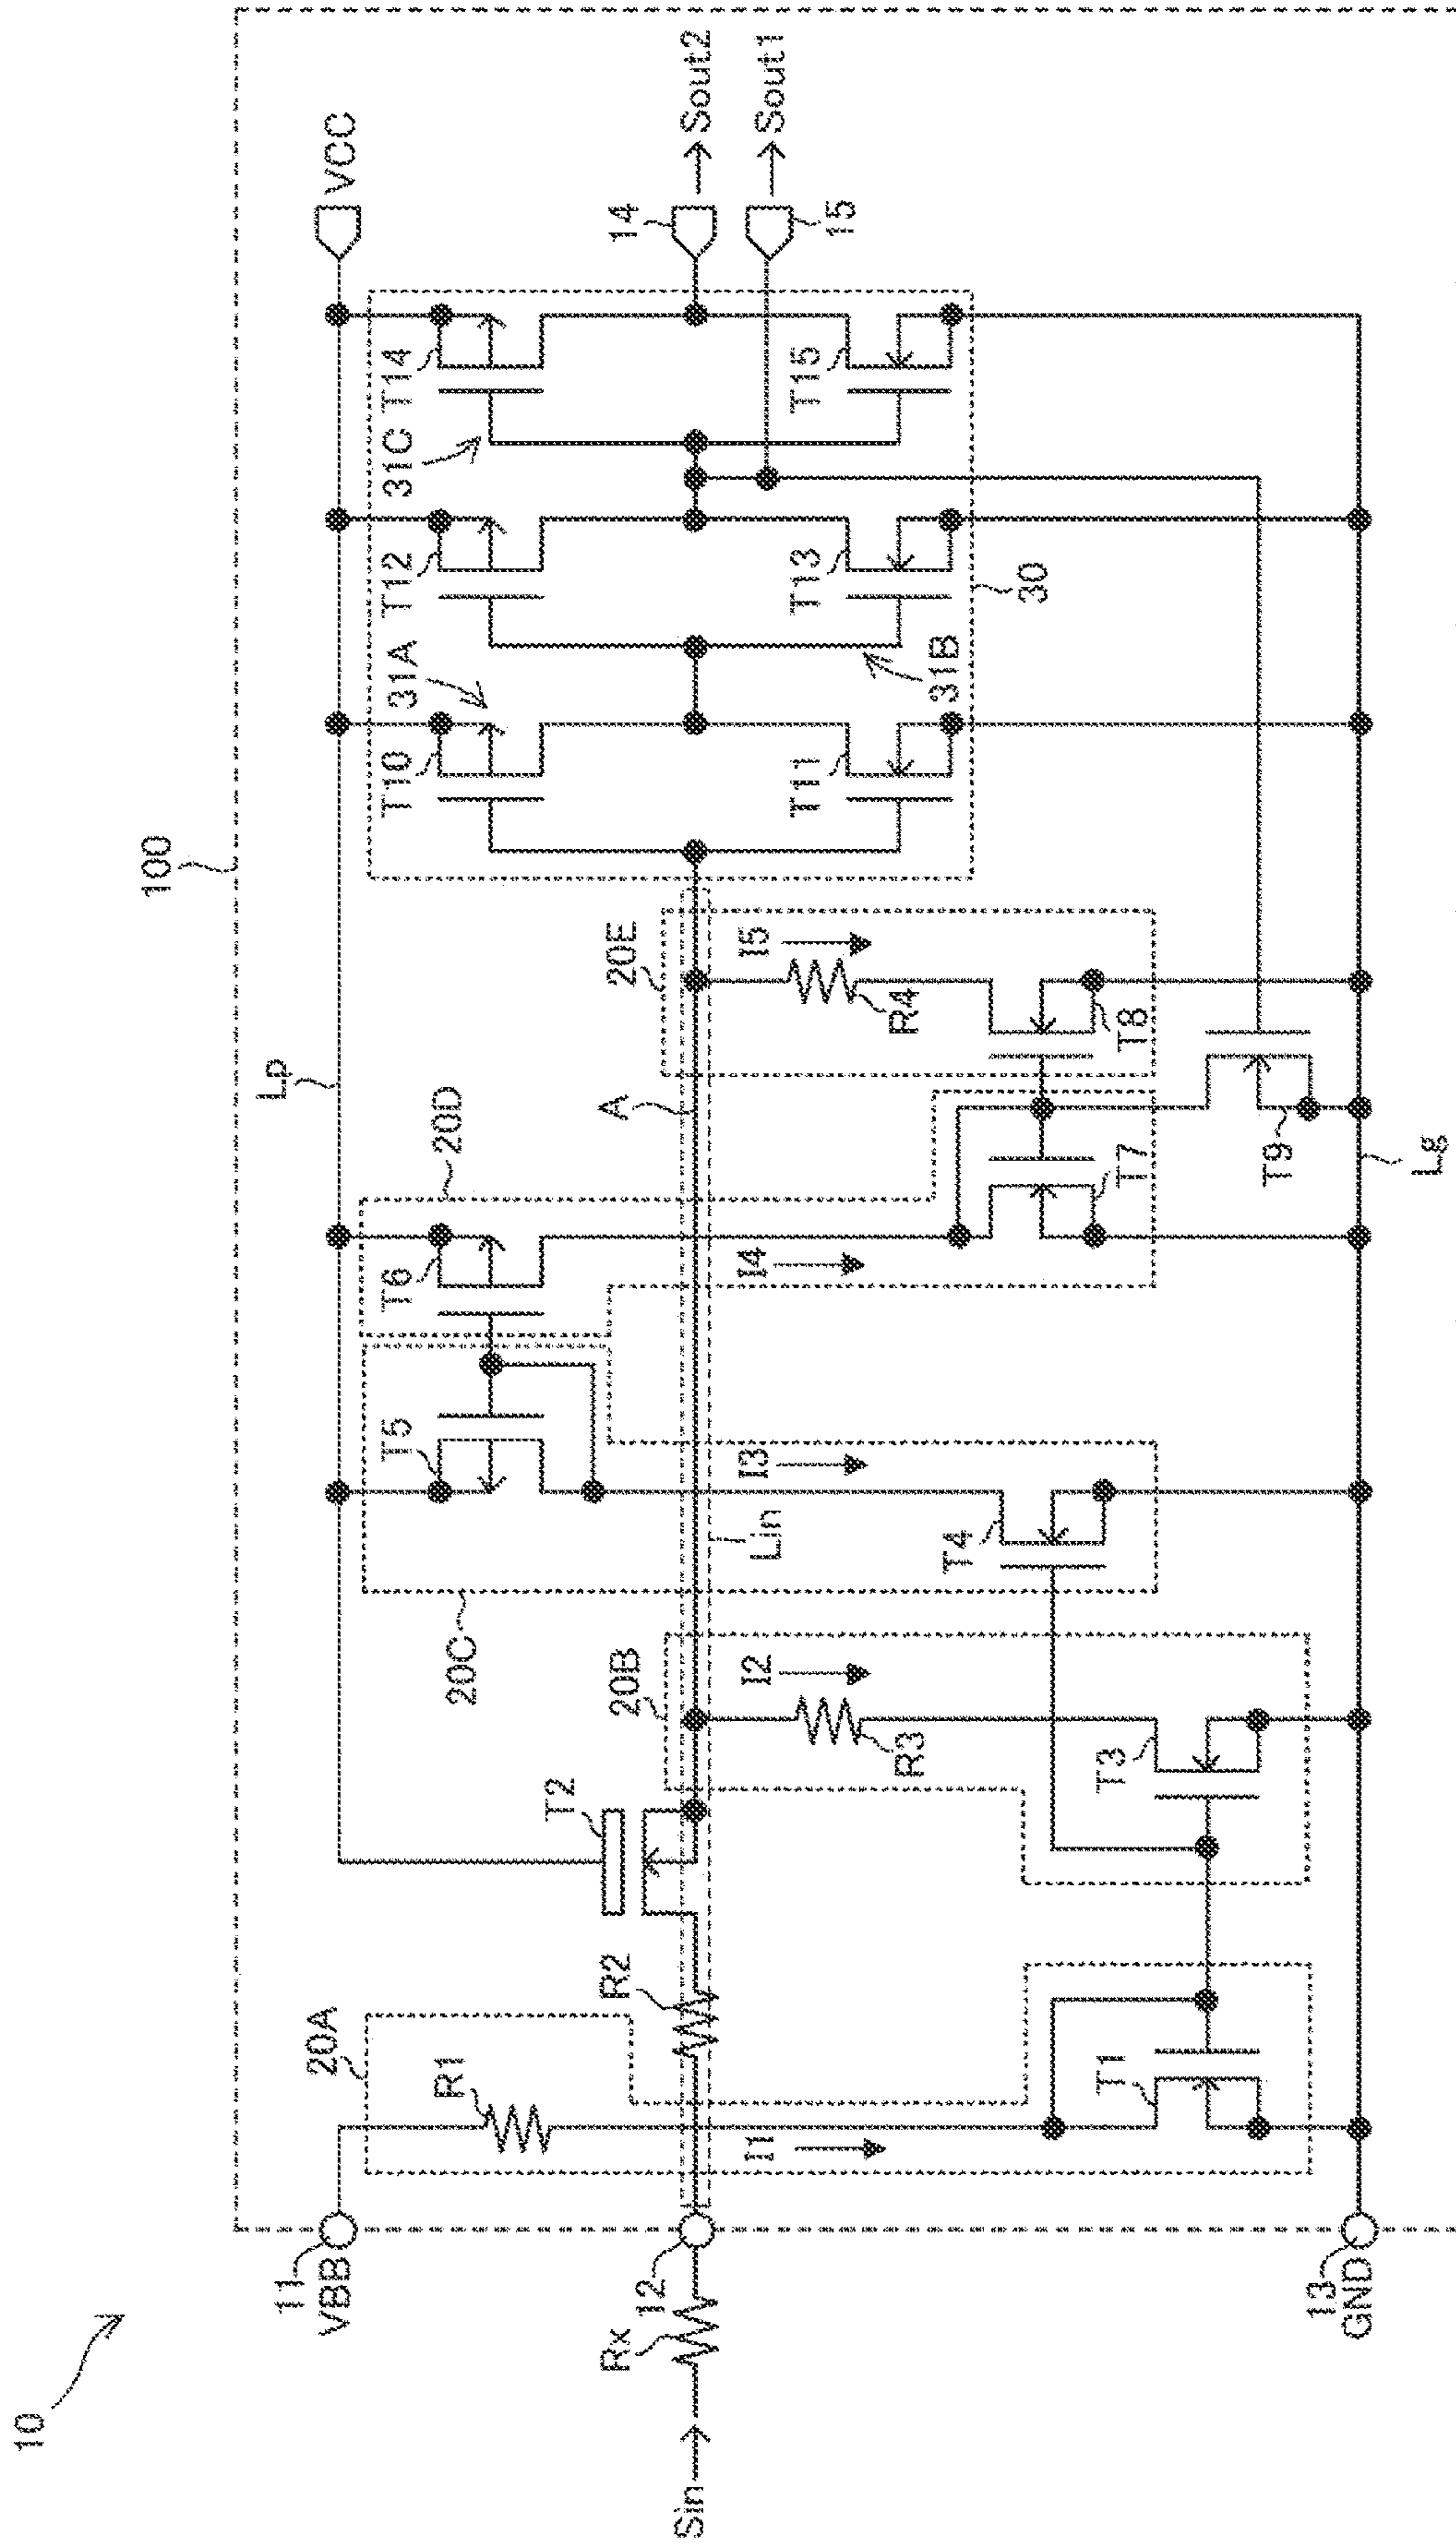 10
100
11
VBB
12
13
GND
Sin
Rx
20A
R1
I1
T1
R2
T2
20B
I2
R3
T3
20C
T5
I3
Lin
T4
T6
20D
I4
T7
Lp
A
20E
I5
R4
T8
T9
Lg
T10
31A
T11
T12
31B
T13
30
31C
T14
T15
VCC
14
Sout2
15
Sout1